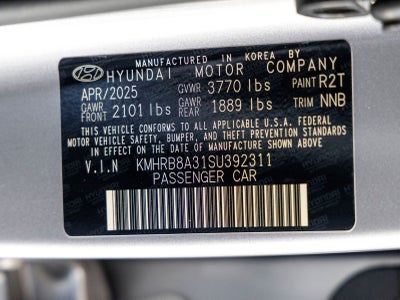 MANUFACTURED IN KOREA BY
HYUNDAI MOTOR COMPANY
APR/2025 GVWR 3770 lbs PAINT R2T
GAWR FRONT 2101 lbs GAWR REAR 1889 lbs TRIM NNB
THIS VEHICLE CONFORMS TO ALL APPLICABLE U.S.A. FEDERAL
MOTOR VEHICLE SAFETY, BUMPER, AND THEFT PREVENTION
STANDARDS IN EFFECT ON THE DATE OF MANUFACTURE SHOWN ABOVE.
V.I.N KMHRB8A31SU392311
PASSENGER CAR